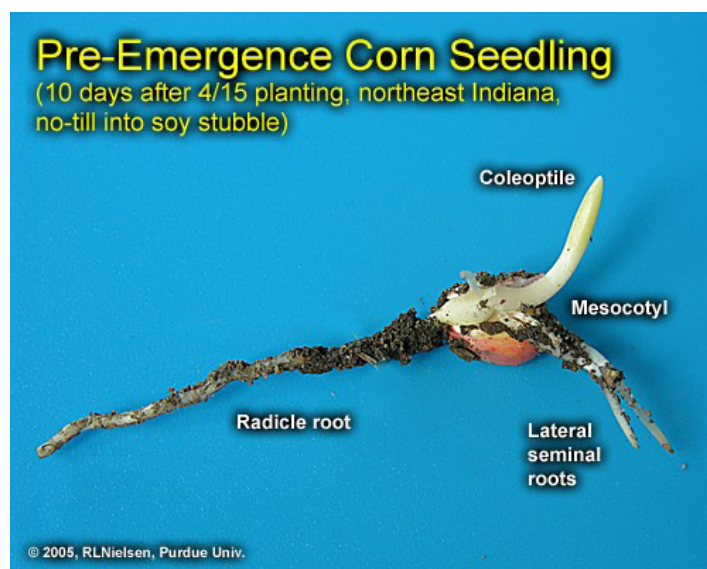 Pre-Emergence Corn Seedling
(10 days after 4/15 planting, northeast Indiana,
no-till into soy stubble)
Coleoptile
Mesocotyl
Radicle root
Lateral
seminal
roots
© 2005, RLNielsen, Purdue Univ.